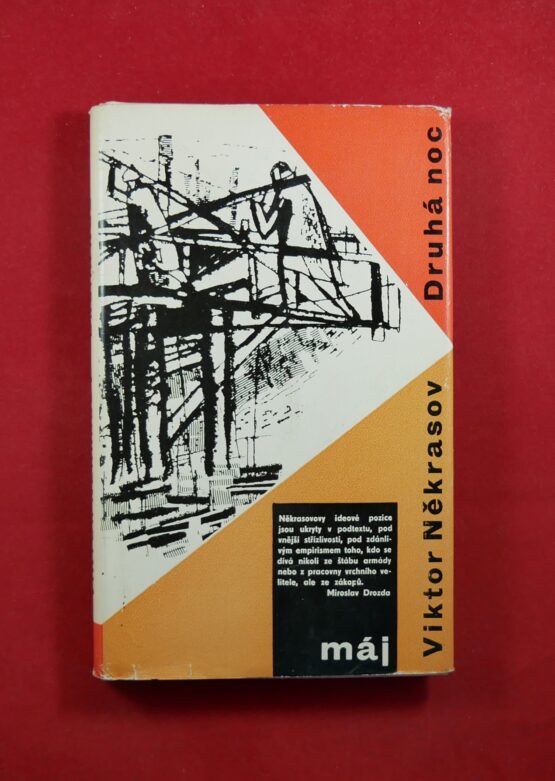 Druhá noc
Viktor Někrasov
Někrasovovy ideové pozice
jsou ukryty v podtextu, pod
vnější střízlivostí, pod zdánli-
vým empirismem toho, kdo se
dívá nikoli ze štábu armády
nebo z pracovny vrchního ve-
litele, ale ze zákopů.
Miroslav Drozda
máj